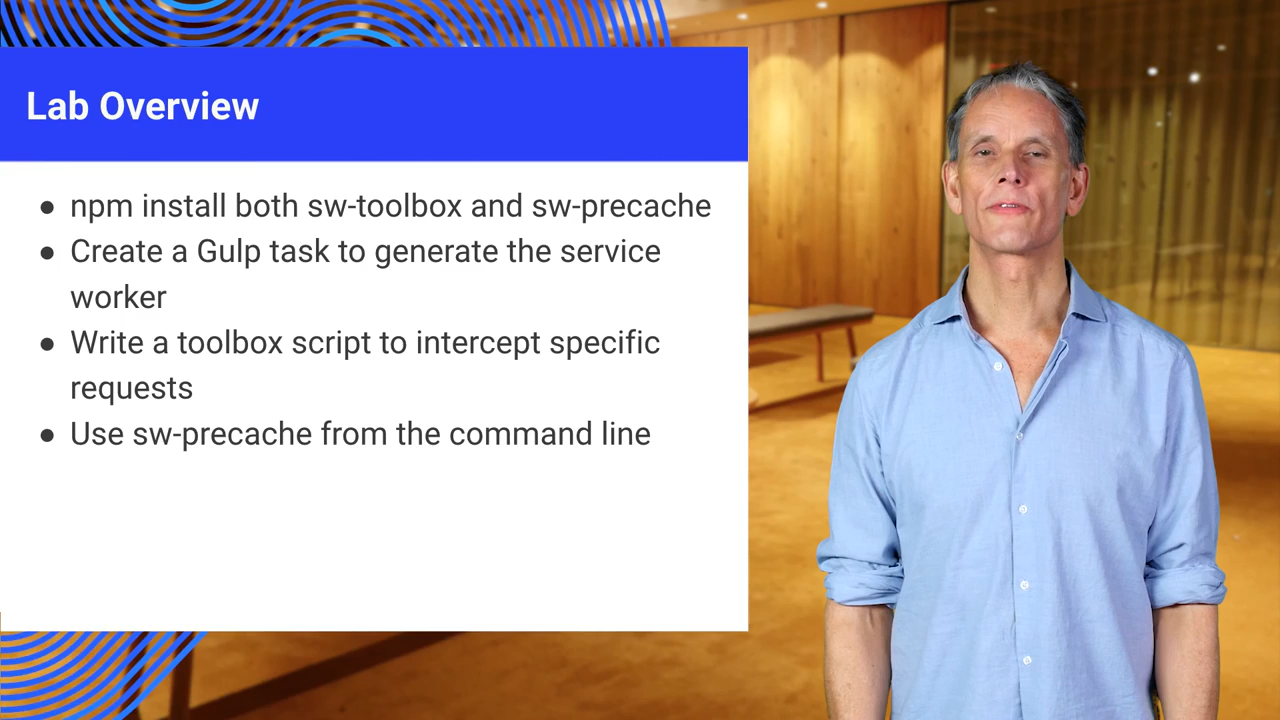 Lab Overview
● npm install both sw-toolbox and sw-precache
● Create a Gulp task to generate the service
worker
● Write a toolbox script to intercept specific
requests
● Use sw-precache from the command line